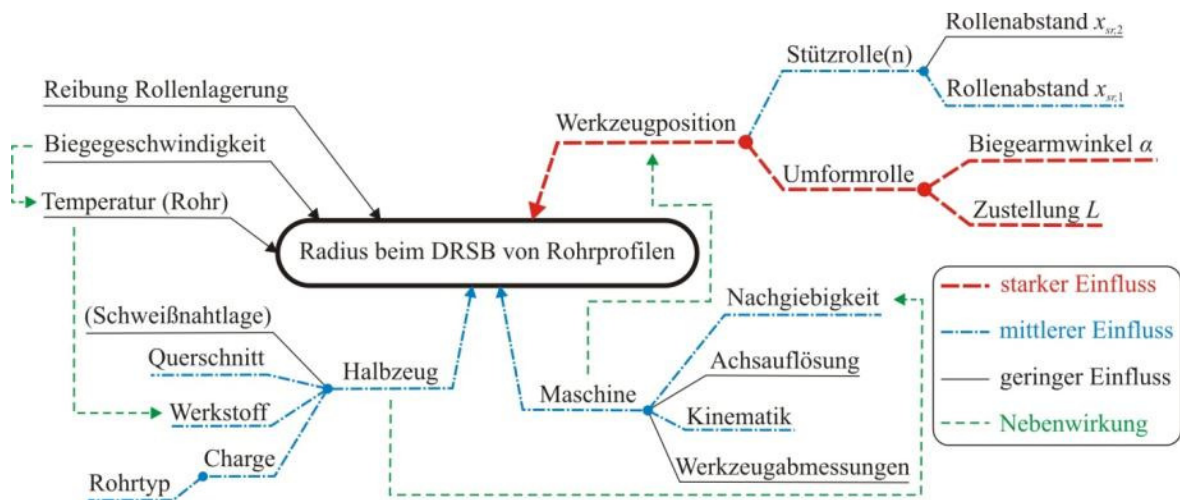 Rollenabstand x_sr,2
Stützrolle(n)
Rollenabstand x_sr,1
Reibung Rollenlagerung
Werkzeugposition
Biegegeschwindigkeit
Biegearmwinkel α
Umformrolle
Temperatur (Rohr)
Zustellung L
Radius beim DRSB von Rohrprofilen
(Schweißnahtlage)
Querschnitt
Halbzeug
Werkstoff
Charge
Rohrtyp
Nachgiebigkeit
Achsauflösung
Maschine
Kinematik
Werkzeugabmessungen
starker Einfluss
mittlerer Einfluss
geringer Einfluss
Nebenwirkung